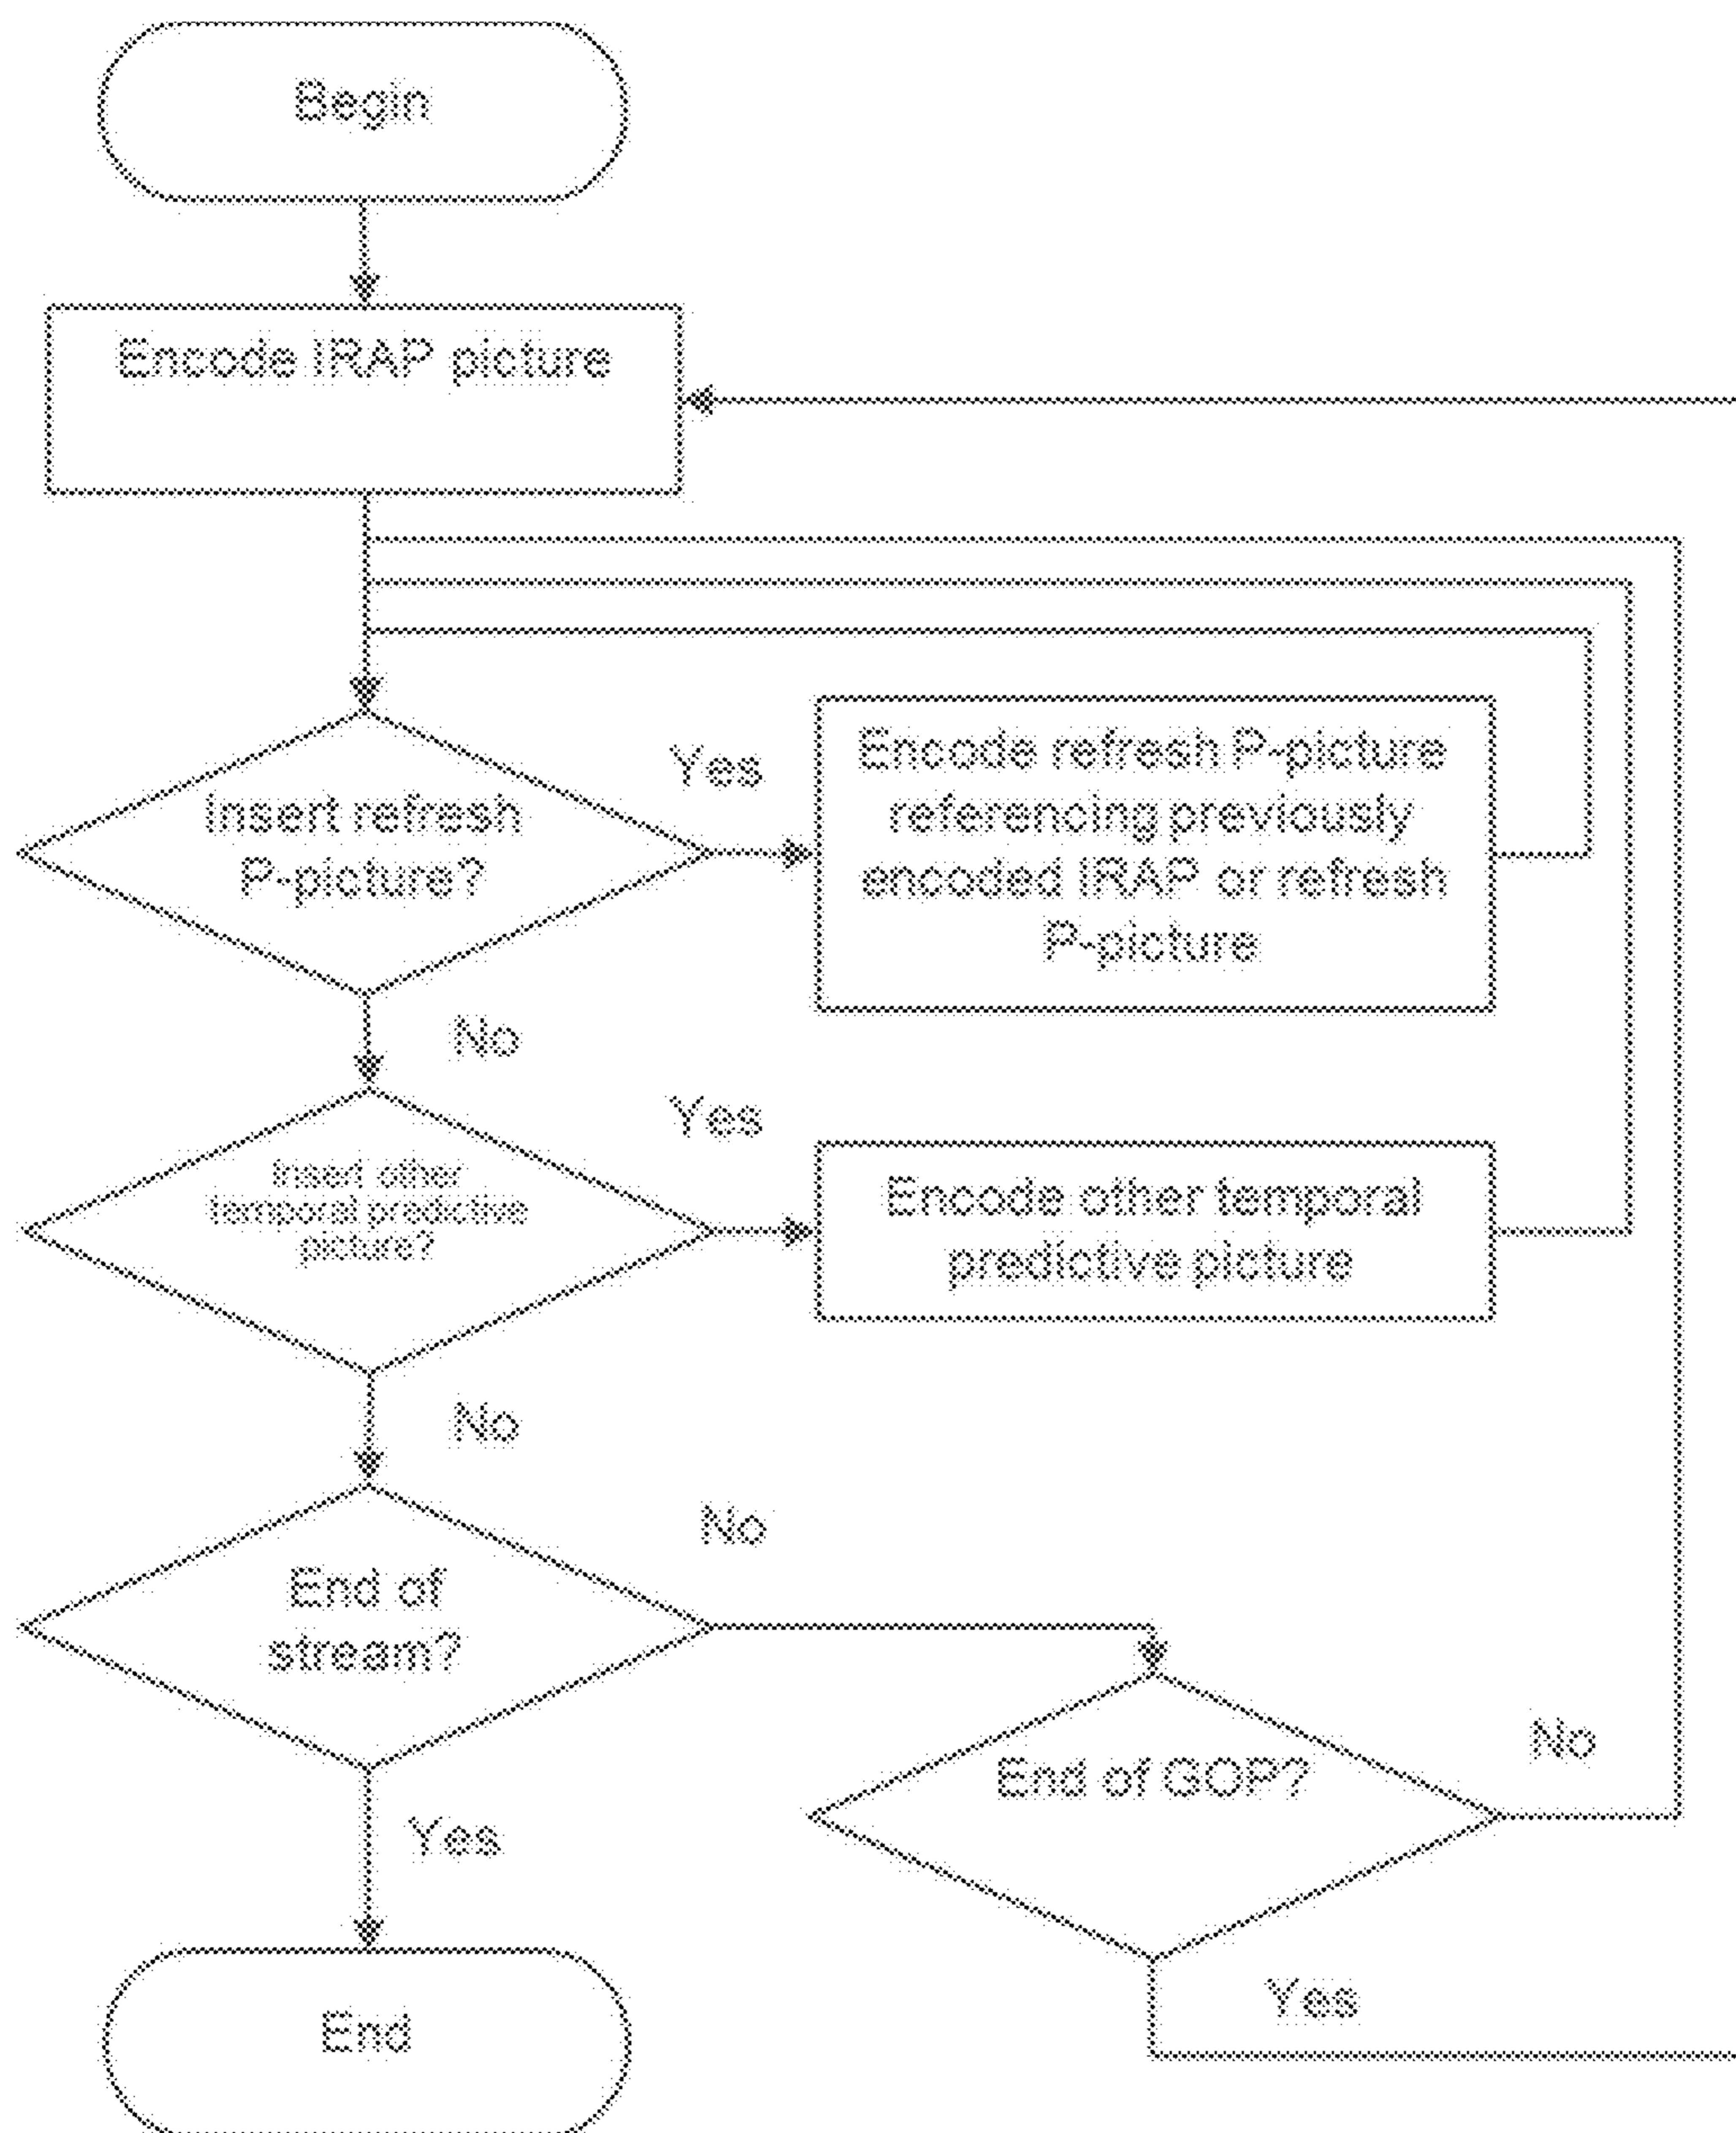 Begin
Encode IRAP picture
Yes
Insert refresh
P-picture?
Encode refresh P-picture
referencing previously
encoded IRAP or refresh
P-picture
No
Yes
Insert other
temporal predictive
picture?
Encode other temporal
predictive picture
No
No
End of
stream?
No
End of GOP?
Yes
Yes
End